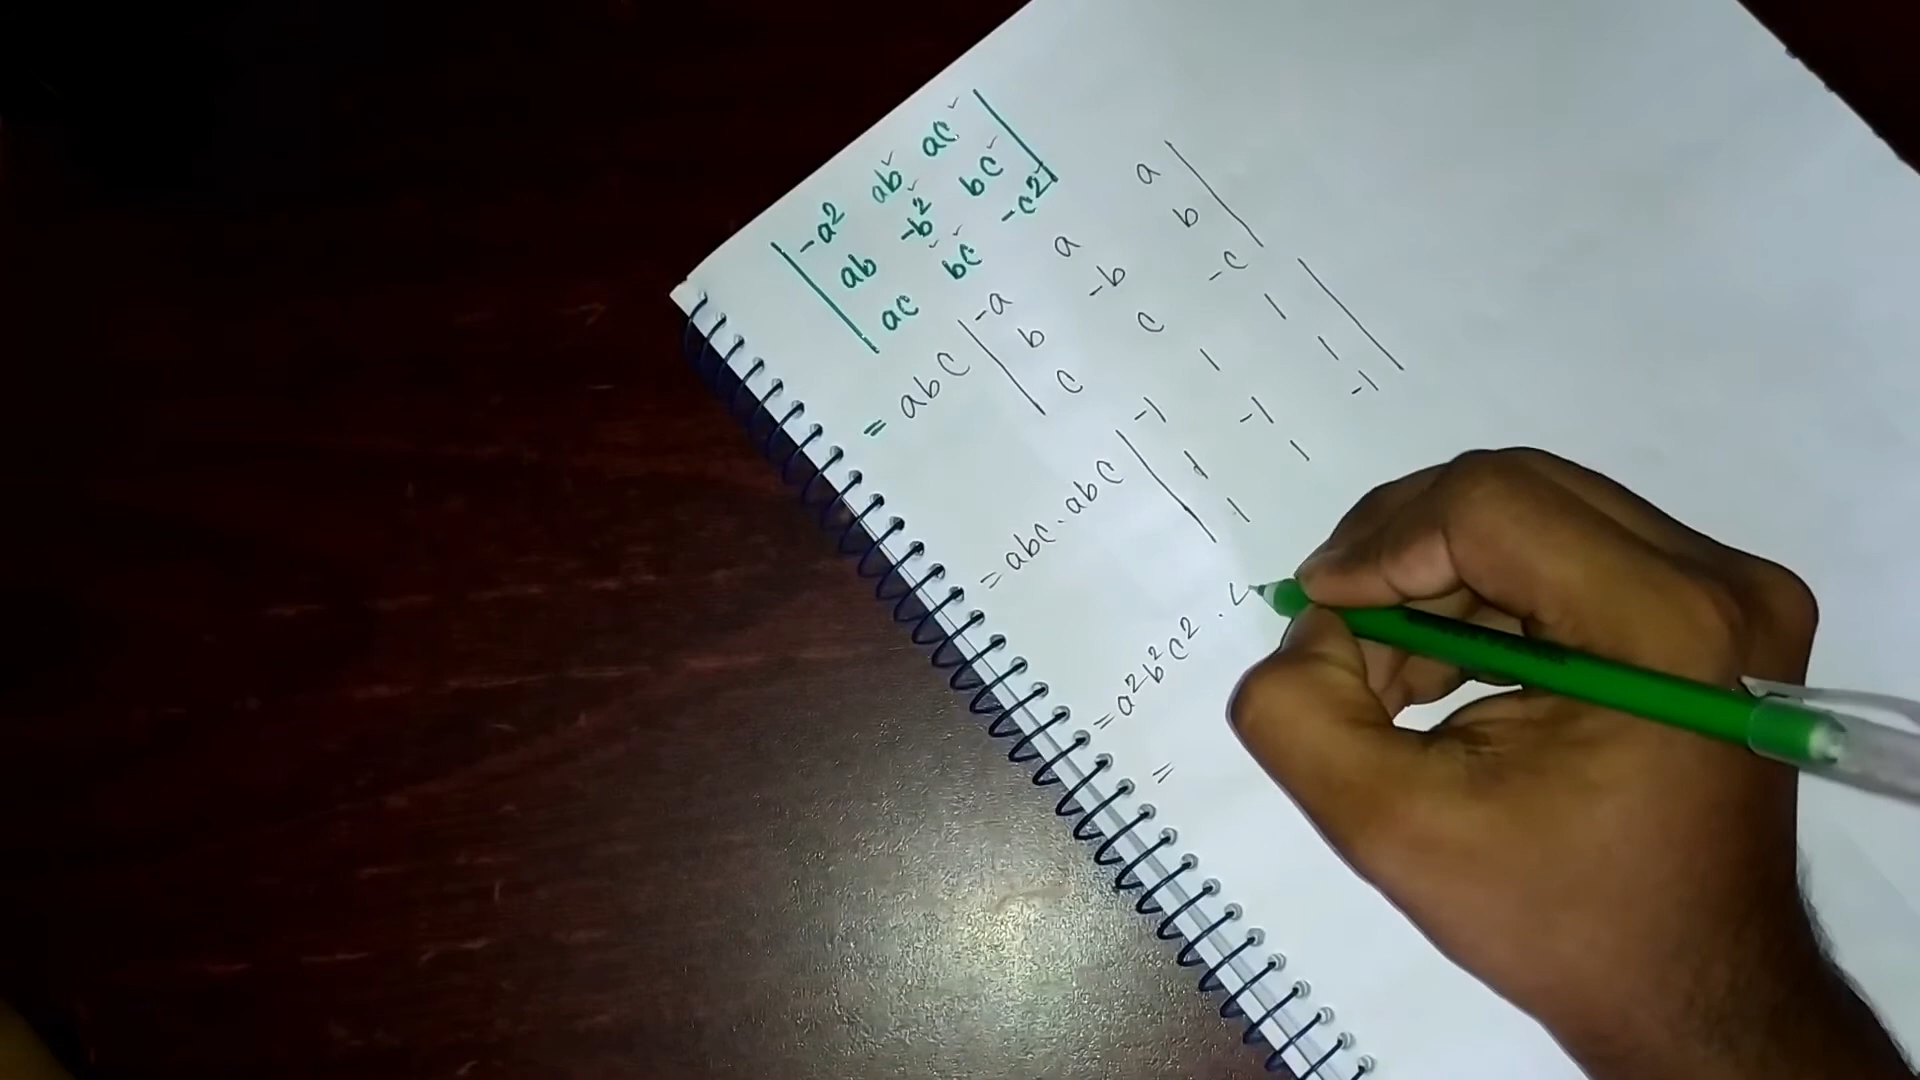 | -a² ab ac |
| ab -b² bc |
| ac bc -c² |
= abc | -a a a |
| b -b b |
| c c -c |
= abc . abc | -1 1 1 |
| 1 -1 1 |
| 1 1 -1 |
= a²b²c² .
=